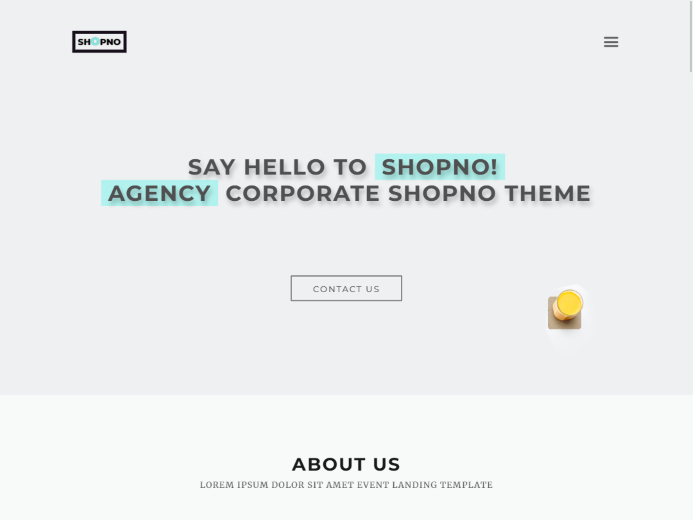 SHOPNO
SAY HELLO TO SHOPNO!
AGENCY CORPORATE SHOPNO THEME
CONTACT US
ABOUT US
LOREM IPSUM DOLOR SIT AMET EVENT LANDING TEMPLATE